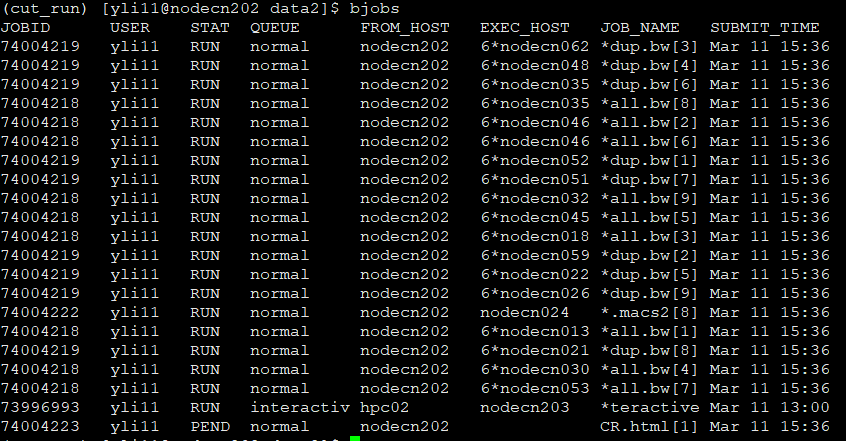 (cut_run) [yli11@nodecn202 data2]$ bjobs
JOBID USER STAT QUEUE FROM_HOST EXEC_HOST JOB_NAME SUBMIT_TIME
74004219 yli11 RUN normal nodecn202 6*nodecn062 *dup.bw[3] Mar 11 15:36
74004219 yli11 RUN normal nodecn202 6*nodecn048 *dup.bw[4] Mar 11 15:36
74004219 yli11 RUN normal nodecn202 6*nodecn035 *dup.bw[6] Mar 11 15:36
74004218 yli11 RUN normal nodecn202 6*nodecn035 *all.bw[8] Mar 11 15:36
74004218 yli11 RUN normal nodecn202 6*nodecn046 *all.bw[2] Mar 11 15:36
74004218 yli11 RUN normal nodecn202 6*nodecn046 *all.bw[6] Mar 11 15:36
74004219 yli11 RUN normal nodecn202 6*nodecn052 *dup.bw[1] Mar 11 15:36
74004219 yli11 RUN normal nodecn202 6*nodecn051 *dup.bw[7] Mar 11 15:36
74004218 yli11 RUN normal nodecn202 6*nodecn032 *all.bw[9] Mar 11 15:36
74004218 yli11 RUN normal nodecn202 6*nodecn045 *all.bw[5] Mar 11 15:36
74004218 yli11 RUN normal nodecn202 6*nodecn018 *all.bw[3] Mar 11 15:36
74004219 yli11 RUN normal nodecn202 6*nodecn059 *dup.bw[2] Mar 11 15:36
74004219 yli11 RUN normal nodecn202 6*nodecn022 *dup.bw[5] Mar 11 15:36
74004219 yli11 RUN normal nodecn202 6*nodecn026 *dup.bw[9] Mar 11 15:36
74004222 yli11 RUN normal nodecn202 nodecn024 *.macs2[8] Mar 11 15:36
74004218 yli11 RUN normal nodecn202 6*nodecn013 *all.bw[1] Mar 11 15:36
74004219 yli11 RUN normal nodecn202 6*nodecn021 *dup.bw[8] Mar 11 15:36
74004218 yli11 RUN normal nodecn202 6*nodecn030 *all.bw[4] Mar 11 15:36
74004218 yli11 RUN normal nodecn202 6*nodecn053 *all.bw[7] Mar 11 15:36
73996993 yli11 RUN interactiv hpc02 nodecn203 *teractive Mar 11 13:00
74004223 yli11 PEND normal nodecn202 CR.html[1] Mar 11 15:36